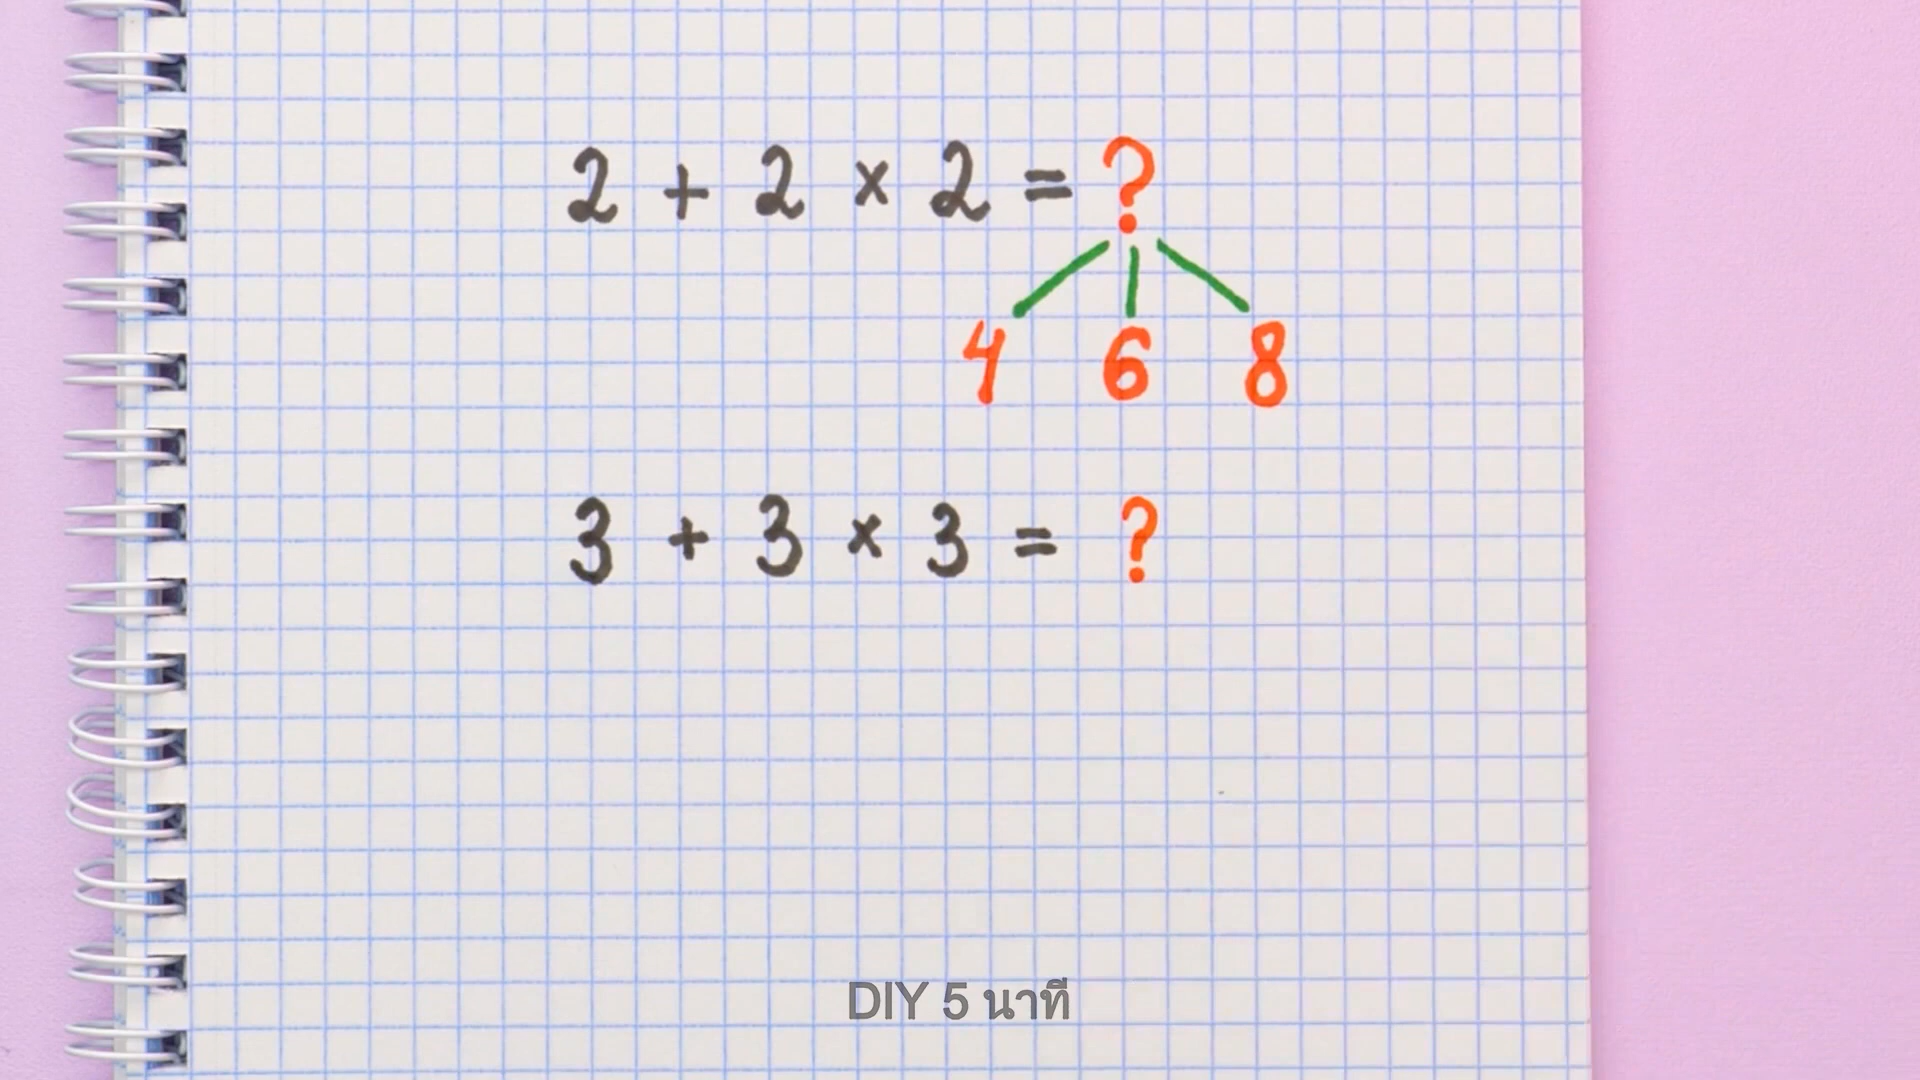 2 + 2 × 2 = ?
4 6 8
3 + 3 × 3 = ?
DIY 5 นาที